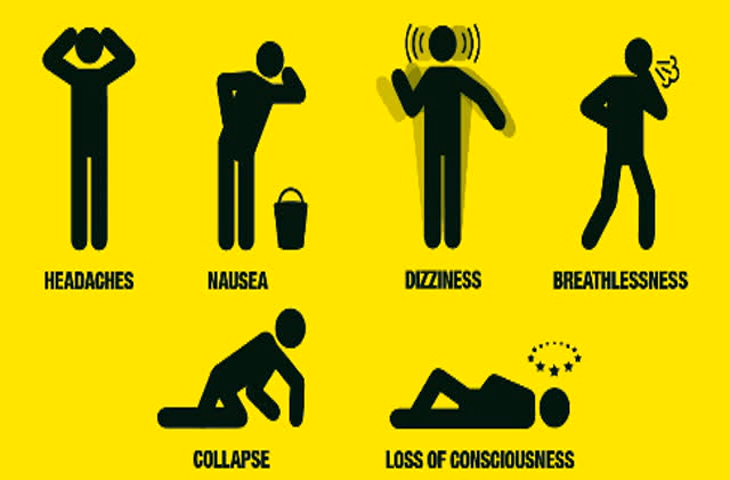 HEADACHES
NAUSEA
DIZZINESS
BREATHLESSNESS
COLLAPSE
LOSS OF CONSCIOUSNESS